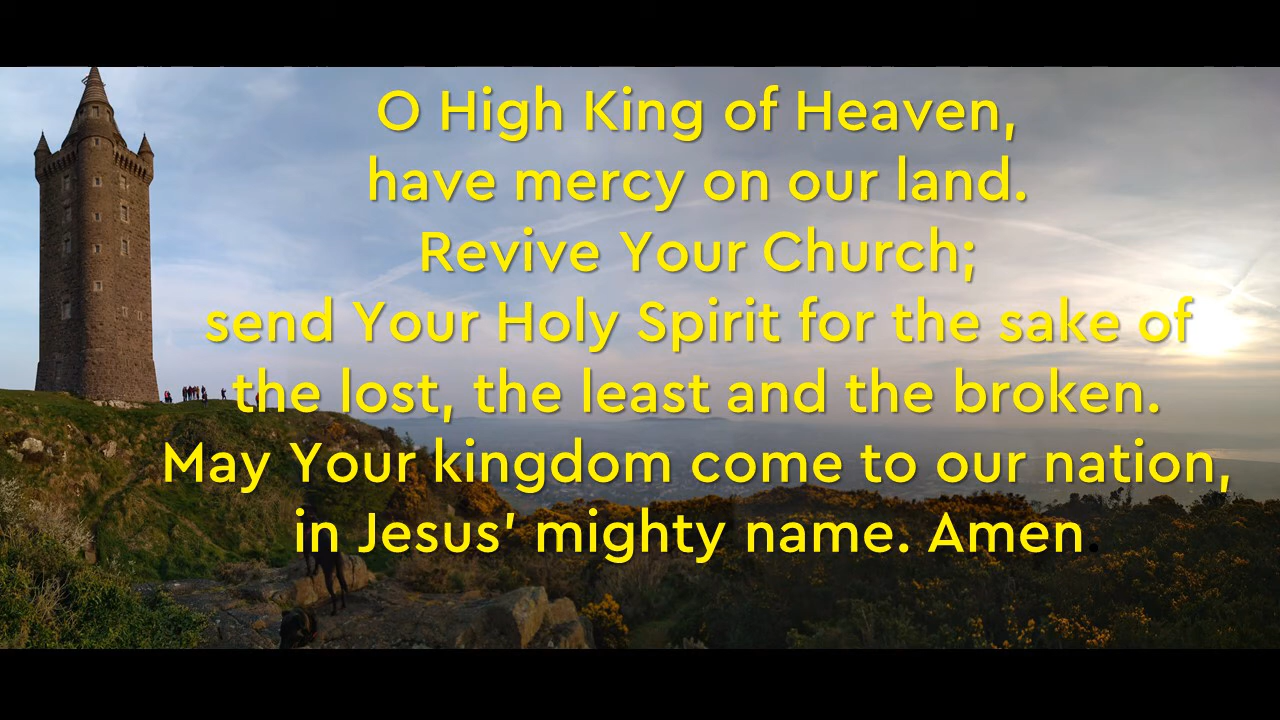 O High King of Heaven,
have mercy on our land.
Revive Your Church;
send Your Holy Spirit for the sake of
the lost, the least and the broken.
May Your kingdom come to our nation,
in Jesus’ mighty name. Amen.